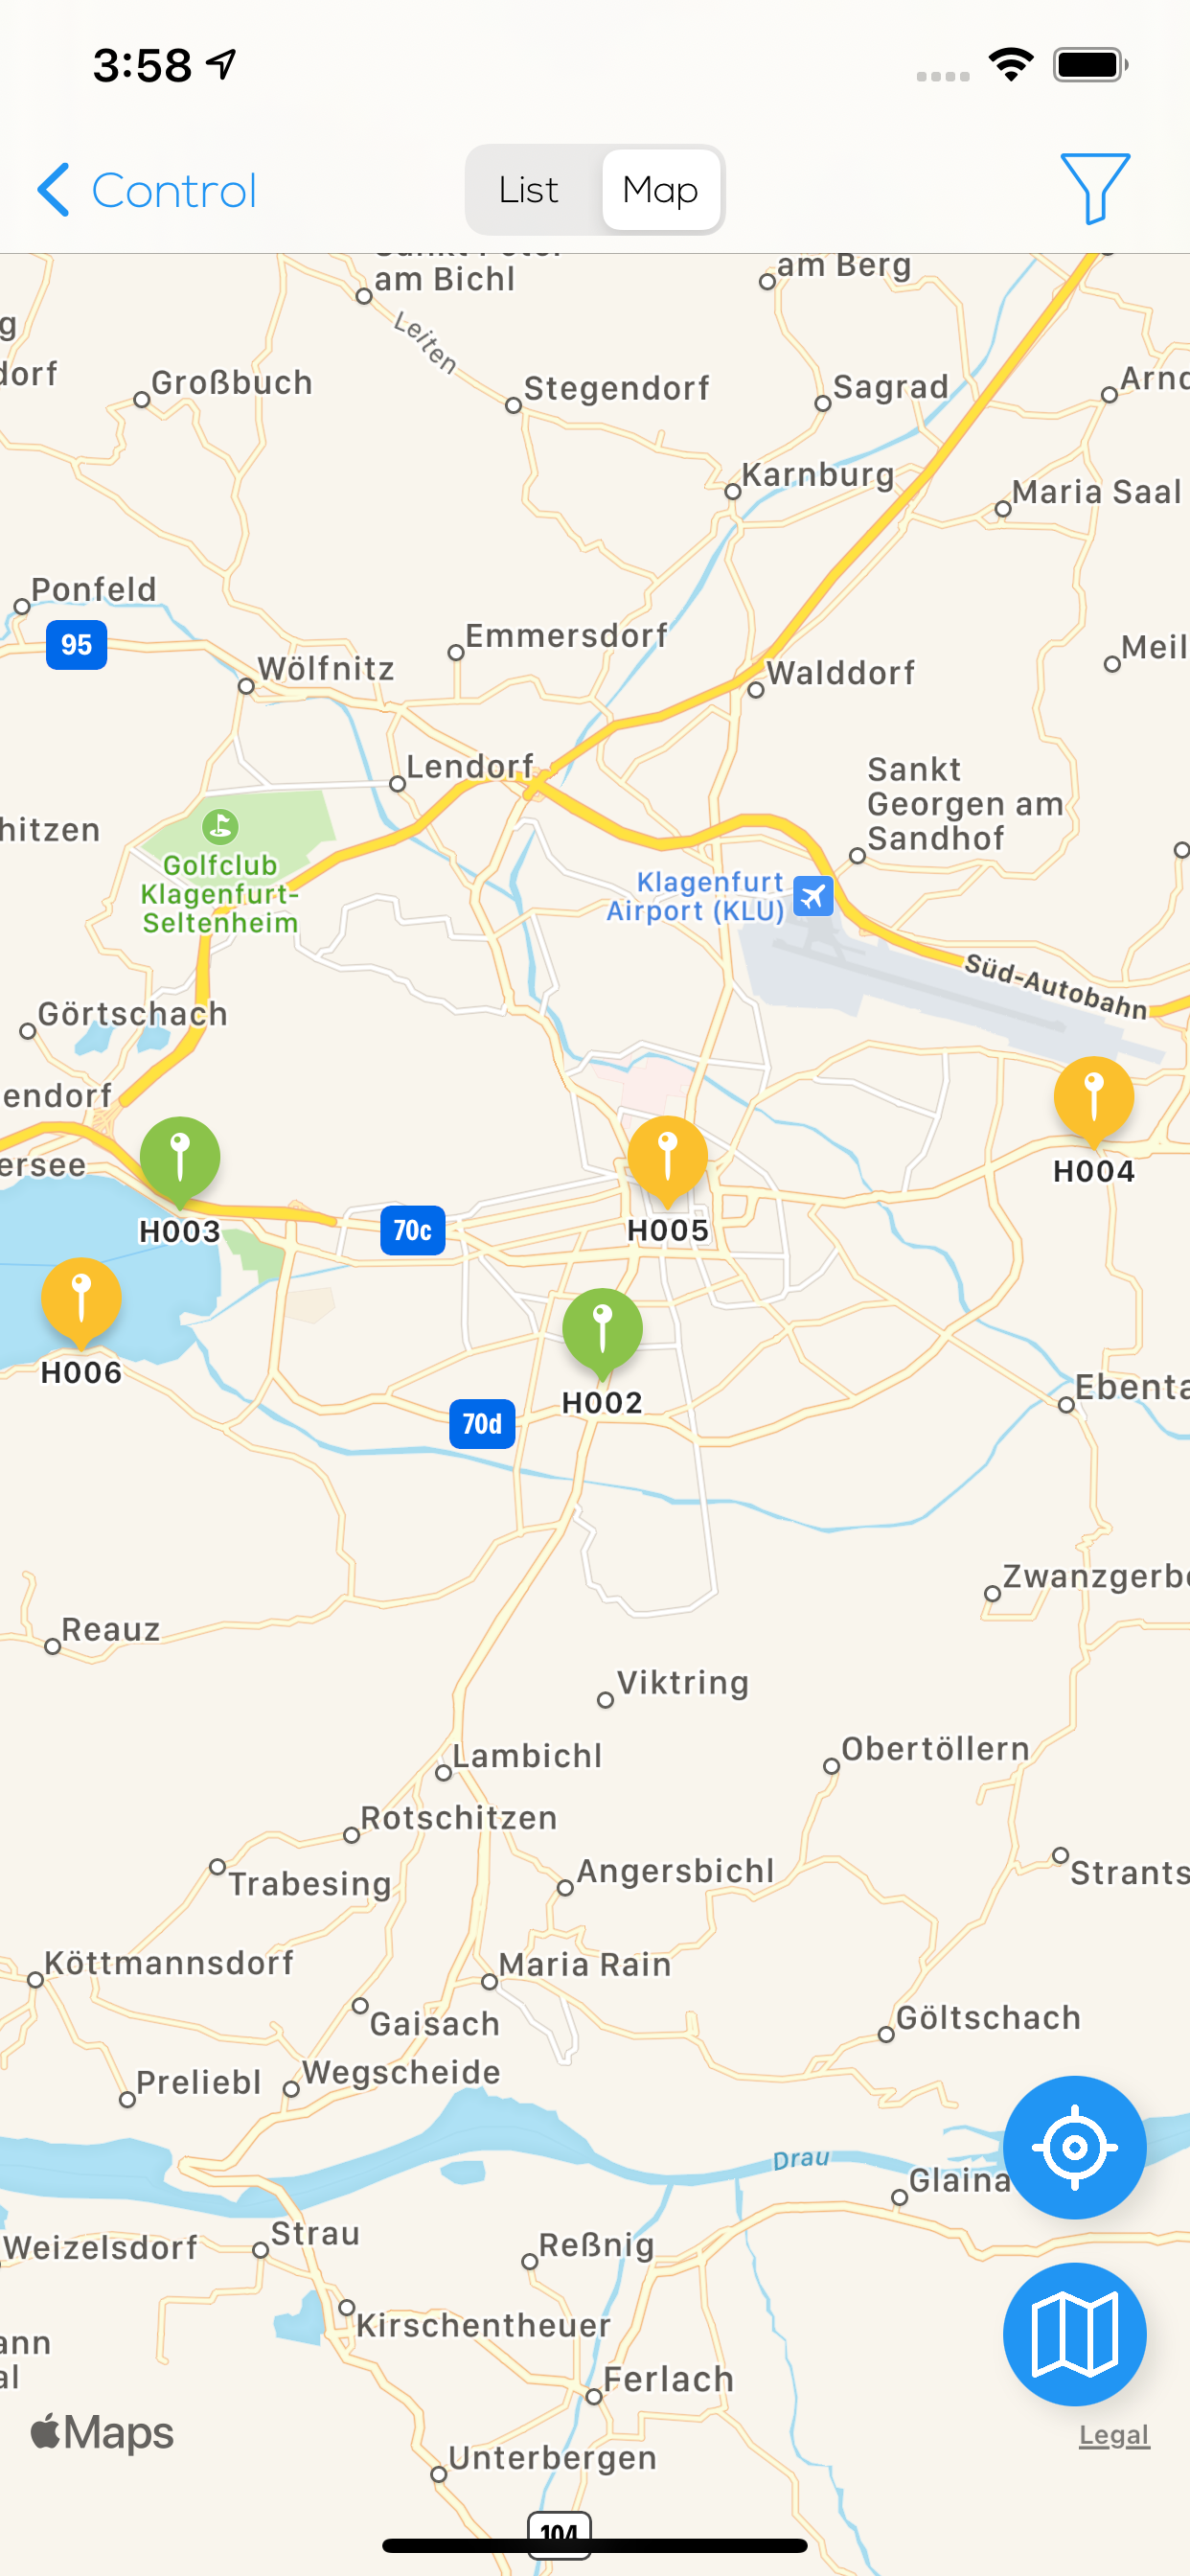 3:58
Control
List
Map
am Bichl
am Berg
Leiten
dorf
Großbuch
Stegendorf
Sagrad
Karnburg
Maria Saal
Ponfeld
95
Emmersdorf
Wölfnitz
Walddorf
Meil
Lendorf
Sankt
Georgen am
Sandhof
hitzen
Golfclub
Klagenfurt-
Seltenheim
Klagenfurt
Airport (KLU)
Süd-Autobahn
Görtschach
endorf
ersee
H003
H005
H004
70c
H006
H002
70d
Ebenta
Zwanzgerb
Reauz
Viktring
Lambichl
Obertöllern
Rotschitzen
Trabesing
Angersbichl
Strants
Köttmannsdorf
Maria Rain
Gaisach
Göltschach
Preliebl
Wegscheide
Drau
Glaina
Weizelsdorf
Strau
Reßnig
Kirschentheuer
ann
al
Ferlach
Maps
Legal
Unterbergen
104